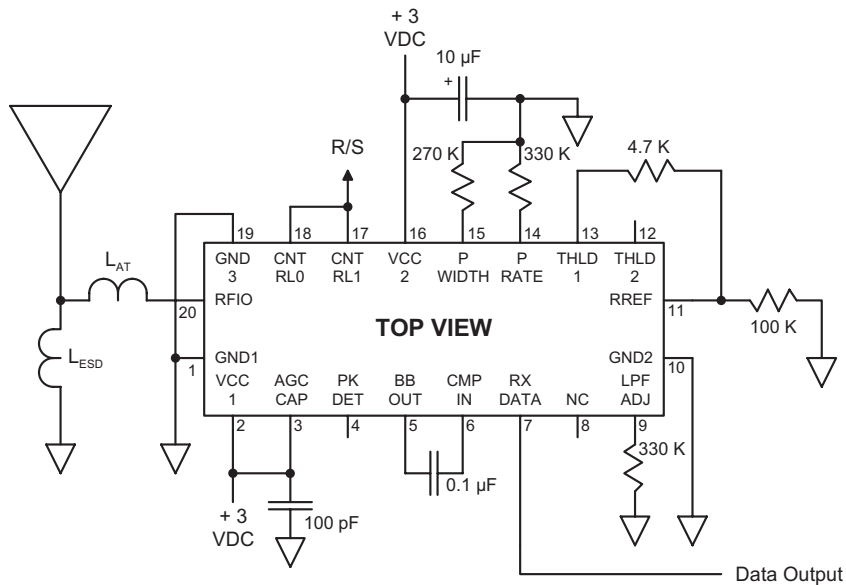 + 3
VDC
10 µF
+
R/S
270 K
330 K
4.7 K
19
18
17
16
15
14
13
12
GND
3
CNT
RL0
CNT
RL1
VCC
2
P
WIDTH
P
RATE
THLD
1
THLD
2
L_AT
20
RFIO
RREF
11
TOP VIEW
100 K
L_ESD
1
GND1
GND2
10
VCC
1
AGC
CAP
PK
DET
BB
OUT
CMP
IN
RX
DATA
NC
LPF
ADJ
2
3
4
5
6
7
8
9
330 K
0.1 µF
+ 3
VDC
100 pF
Data Output